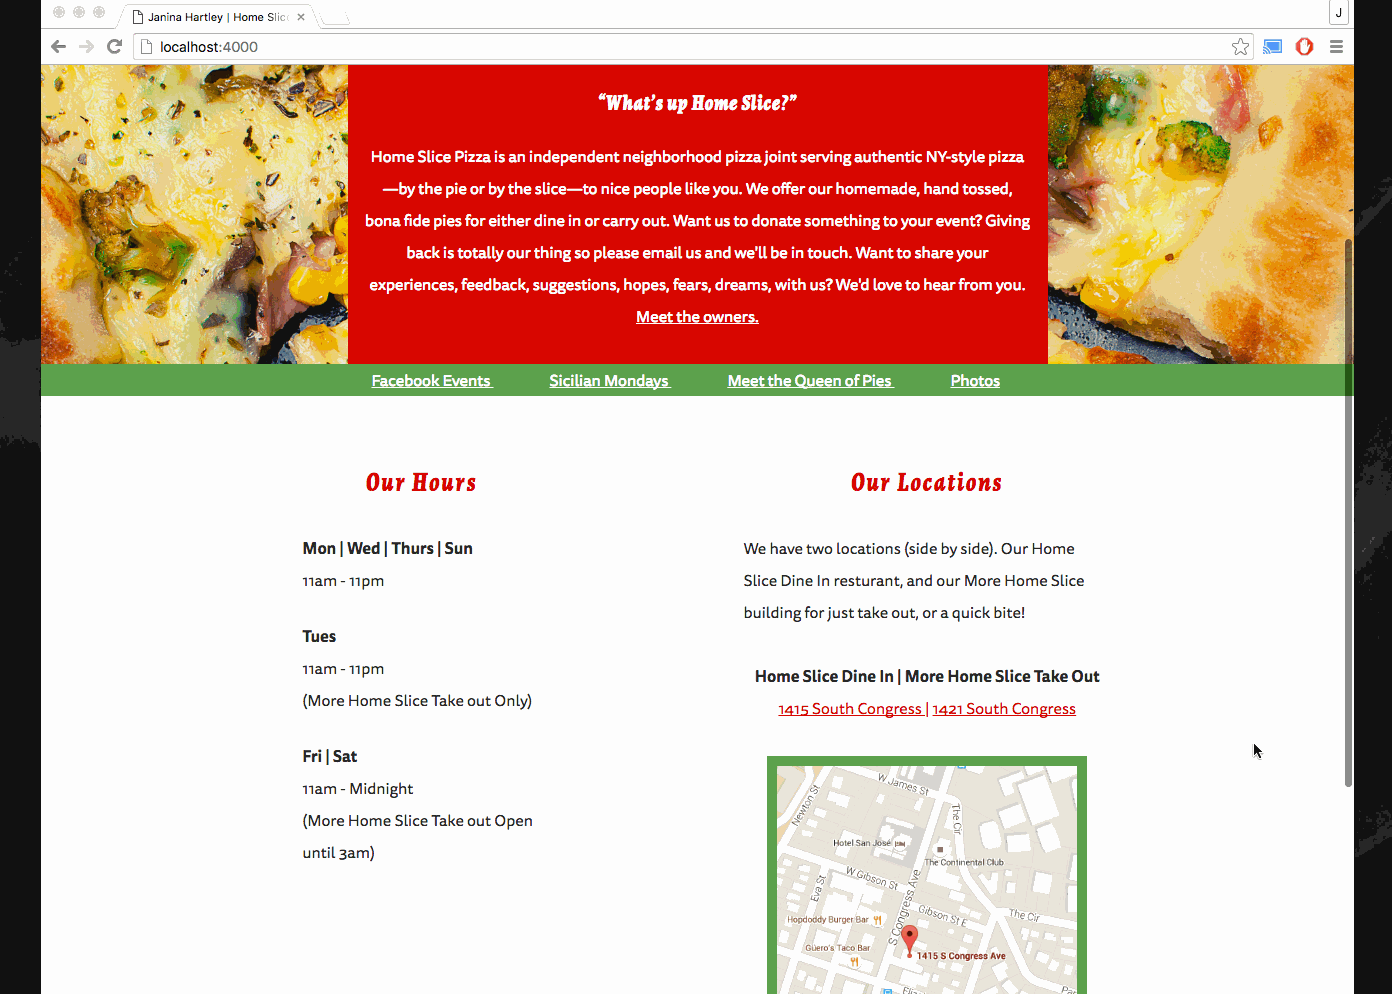 Janina Hartley | Home Slic
J
localhost:4000
“What’s up Home Slice?”
Home Slice Pizza is an independent neighborhood pizza joint serving authentic NY-style pizza
—by the pie or by the slice—to nice people like you. We offer our homemade, hand tossed,
bona fide pies for either dine in or carry out. Want us to donate something to your event? Giving
back is totally our thing so please email us and we'll be in touch. Want to share your
experiences, feedback, suggestions, hopes, fears, dreams, with us? We'd love to hear from you.
Meet the owners.
Facebook Events Sicilian Mondays Meet the Queen of Pies Photos
Our Hours
Mon | Wed | Thurs | Sun
11am - 11pm
Tues
11am - 11pm
(More Home Slice Take out Only)
Fri | Sat
11am - Midnight
(More Home Slice Take out Open
until 3am)
Our Locations
We have two locations (side by side). Our Home
Slice Dine In resturant, and our More Home Slice
building for just take out, or a quick bite!
Home Slice Dine In | More Home Slice Take Out
1415 South Congress | 1421 South Congress
W James St
Newton St
The Cir
Hotel San José
The Continental Club
W Gibson St
Eva St
S Congress Ave
Gibson St E
The Cir
Hopdoddy Burger Bar
Güero's Taco Bar
1415 S Congress Ave